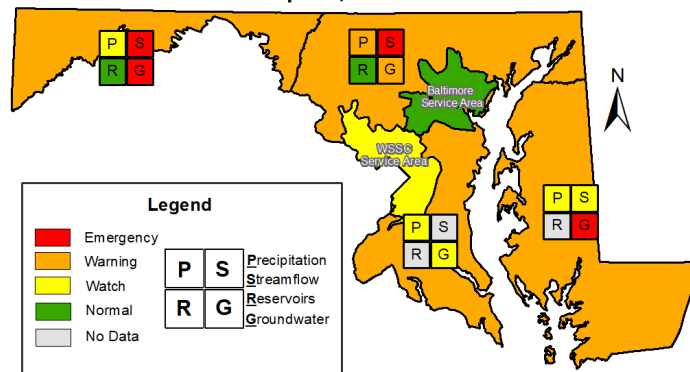 P S
R G
P S
R G
Baltimore
Service Area
N
WSSC
Service Area
P S
R G
P S
R G
Legend
Emergency
Warning
Watch
Normal
No Data
P S
R G
Precipitation
Streamflow
Reservoirs
Groundwater